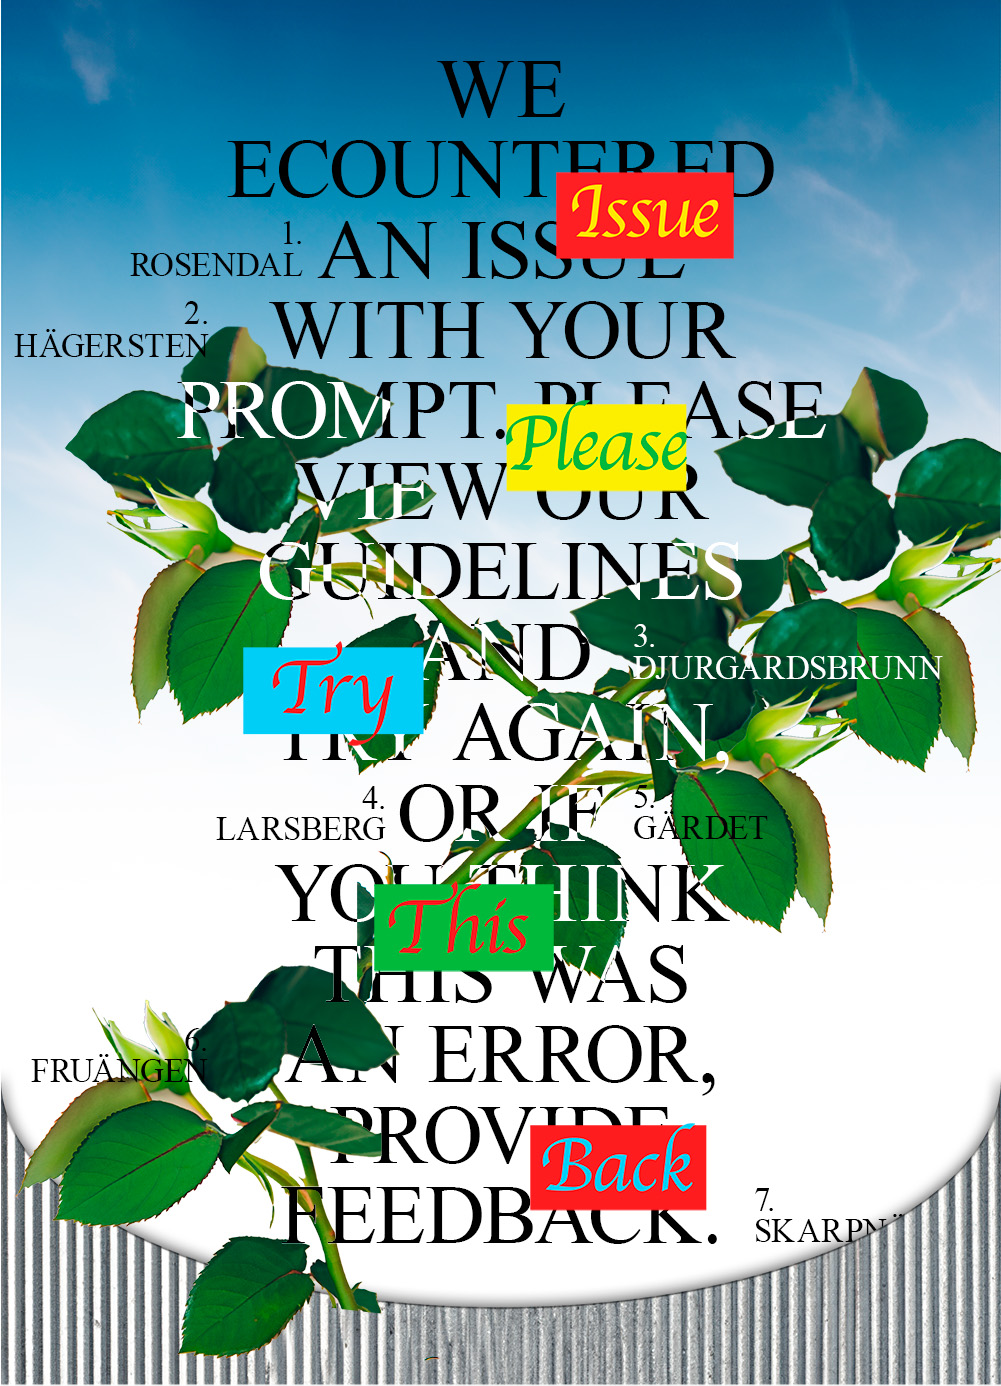 WE
ECOUNTERED
Issue
1.
ROSENDAL
AN ISSUE
2.
HÄGERSTEN
WITH YOUR
PROMPT. PLEASE
Please
VIEW OUR
GUIDELINES
AND
3.
DJURGARDSBRUNN
Try
TRY AGAIN,
4.
LARSBERG
OR IF
5.
GÄRDET
YOU THINK
This
THIS WAS
6.
FRUÄNGEN
AN ERROR,
PROVIDE
Back
FEEDBACK.
7.